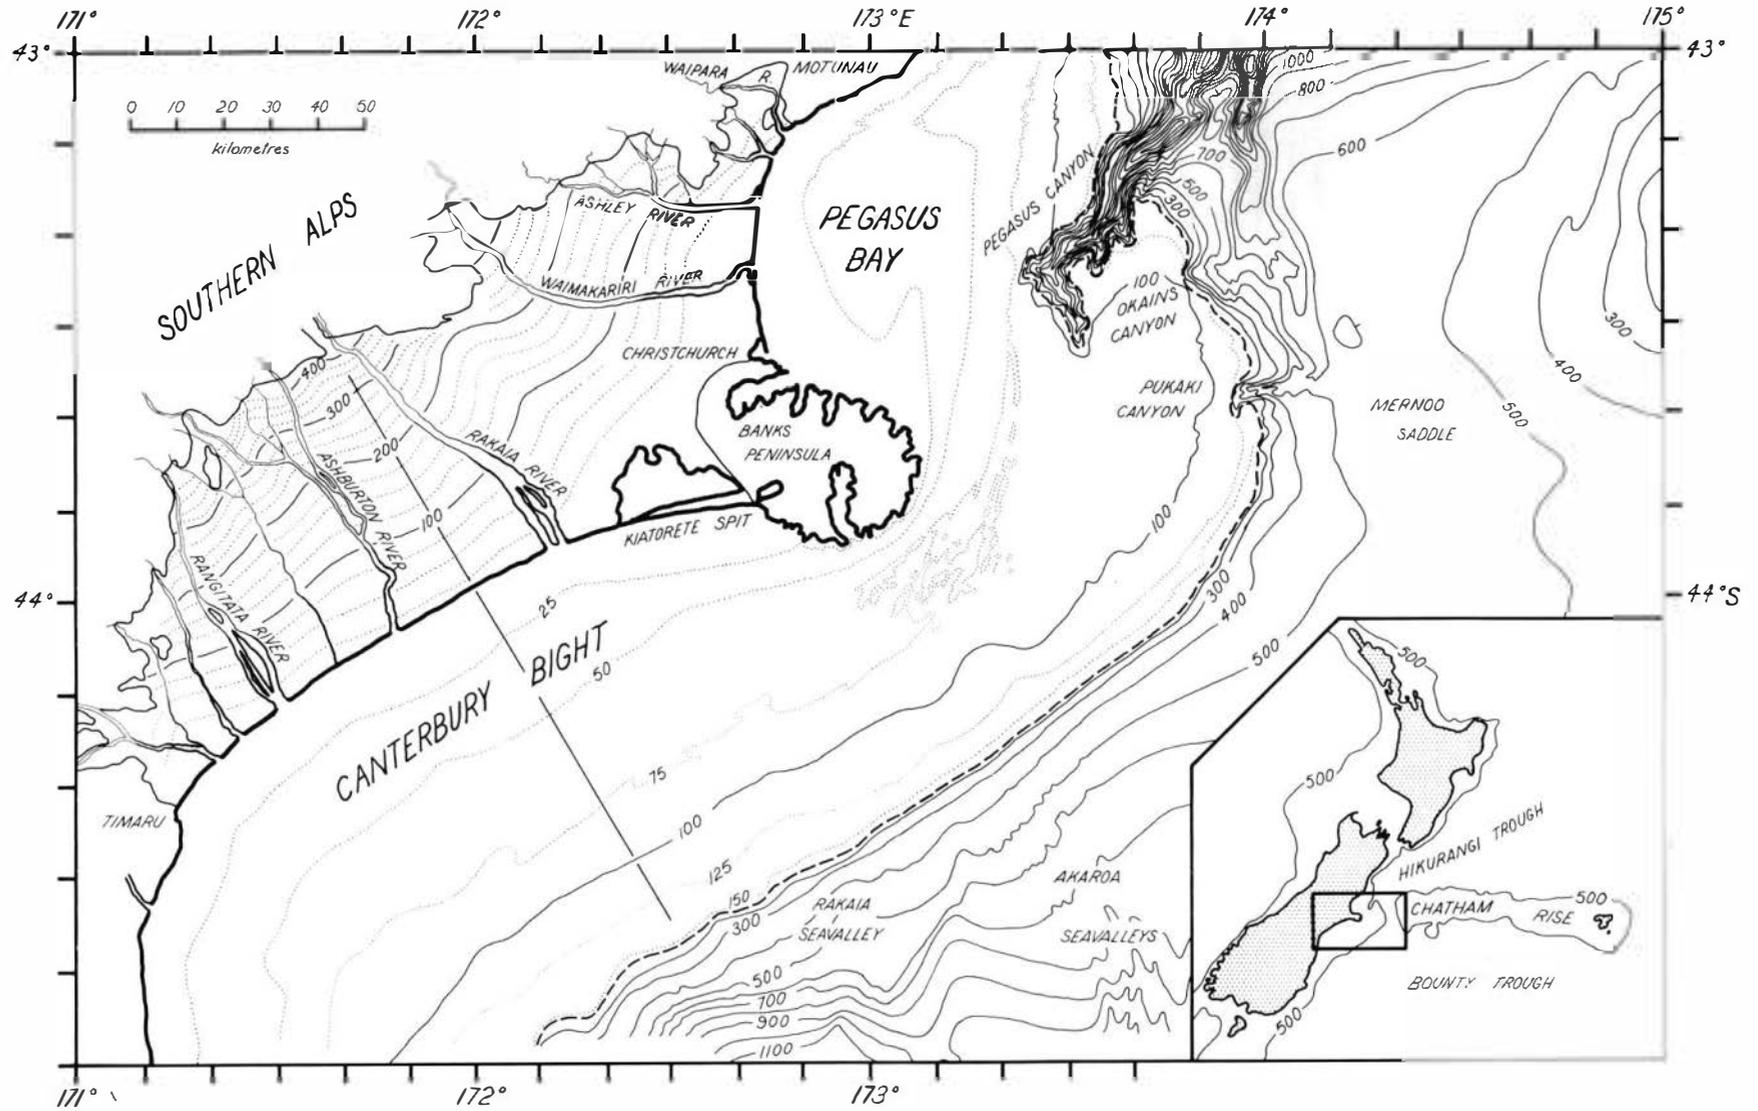 171°
172°
173°E
174°
175°
43°
43°
WAIPARA
R.
MOTUNAU
1000
800
0 10 20 30 40 50
kilometres
600
PEGASUS CANYON
700
500
300
SOUTHERN ALPS
ASHLEY RIVER
PEGASUS
BAY
WAIMAKARIRI RIVER
100
OKAINS
CANYON
300
400
CHRISTCHURCH
400
300
200
100
PUKAKI
CANYON
500
MERNOO
SADDLE
BANKS
PENINSULA
RAKAIA RIVER
ASHBURTON RIVER
KIATORETE SPIT
100
RANGITATA RIVER
44°
44°S
25
300
400
500
CANTERBURY BIGHT
50
75
100
125
150
300
TIMARU
RAKAIA
SEAVALLEY
AKAROA
SEAVALLEYS
500
700
900
1100
500
500
HIKURANGI TROUGH
CHATHAM RISE
500
BOUNTY TROUGH
500
171°
172°
173°